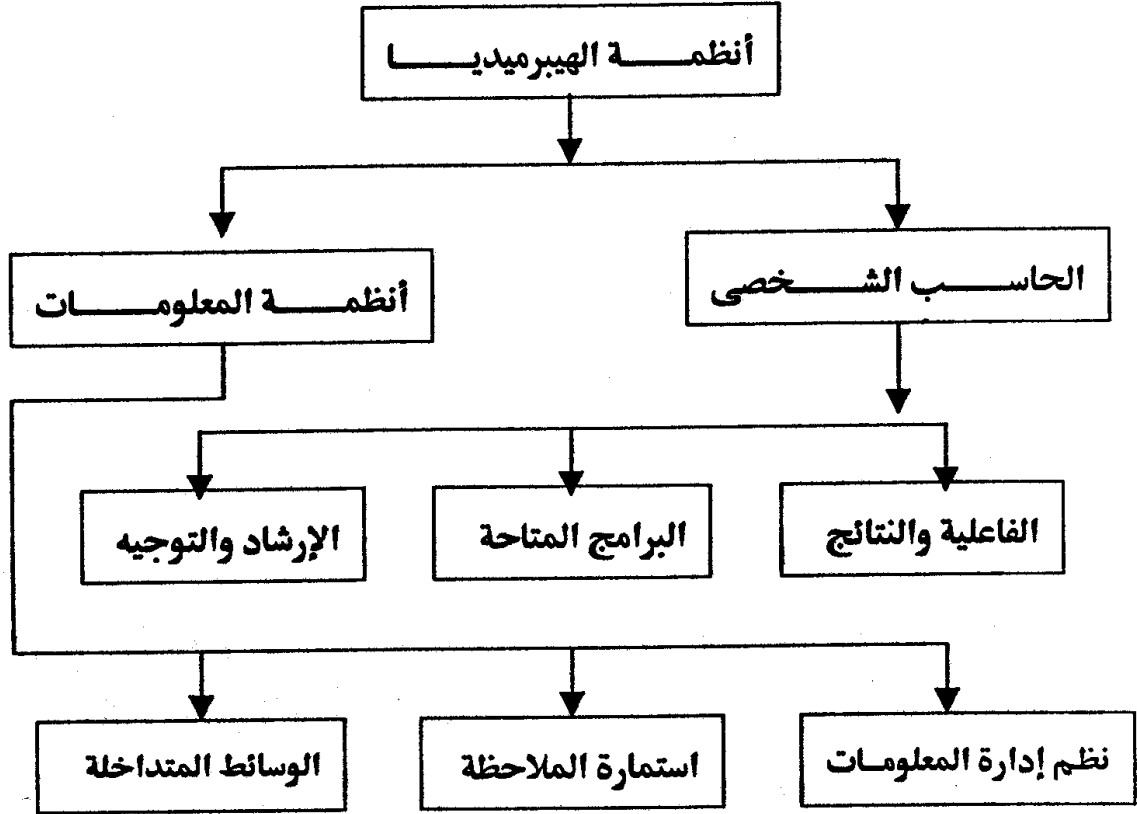 أنظمة الهيبرميديا
الحاسب الشخصى
أنظمة المعلومات
الفاعلية والنتائج
البرامج المتاحة
الإرشاد والتوجيه
نظم إدارة المعلومات
استمارة الملاحظة
الوسائط المتداخلة